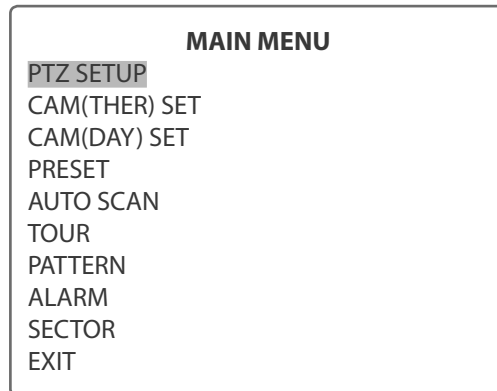 MAIN MENU
PTZ SETUP
CAM(THER) SET
CAM(DAY) SET
PRESET
AUTO SCAN
TOUR
PATTERN
ALARM
SECTOR
EXIT